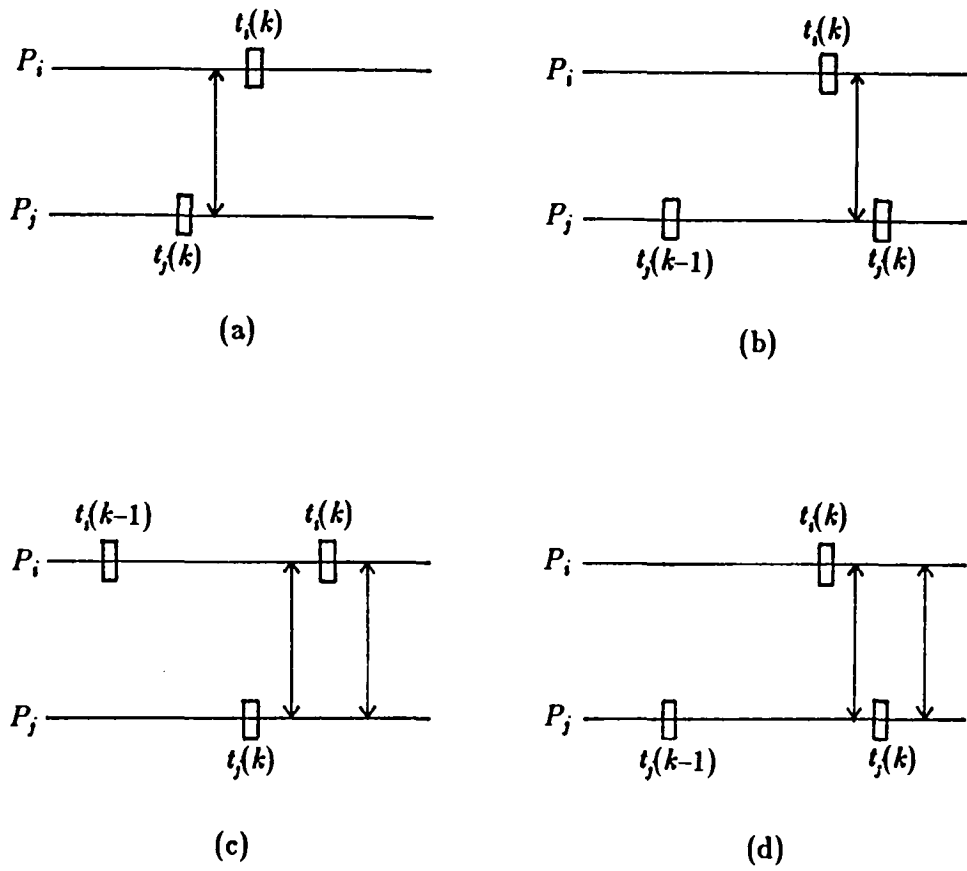 t_i(k)
P_i
P_j
t_j(k)
(a)
t_i(k)
P_i
P_j
t_j(k-1) t_j(k)
(b)
t_i(k-1) t_i(k)
P_i
P_j
t_j(k)
(c)
t_i(k)
P_i
P_j
t_j(k-1) t_j(k)
(d)